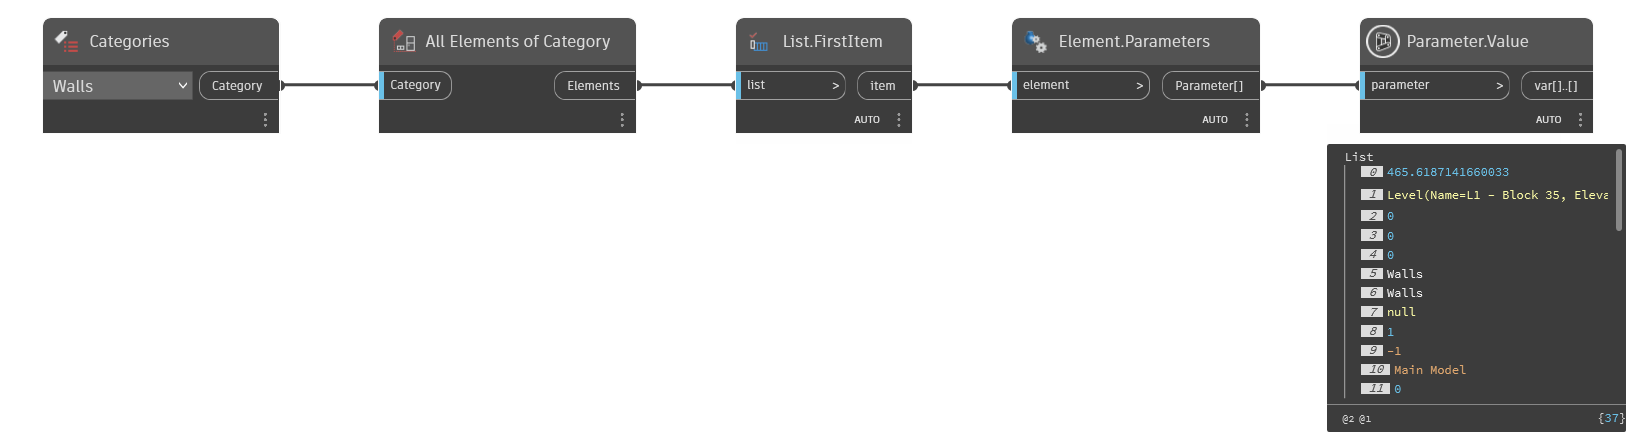 Categories
Walls
Category
All Elements of Category
Category
Elements
List.FirstItem
list >
item
AUTO
Element.Parameters
element >
Parameter[]
AUTO
Parameter.Value
parameter >
var[]..[]
AUTO
List
0 465.6187141660033
1 Level(Name=L1 - Block 35, Eleva
2 0
3 0
4 0
5 Walls
6 Walls
7 null
8 1
9 -1
10 Main Model
11 0
@2 @1
{37}